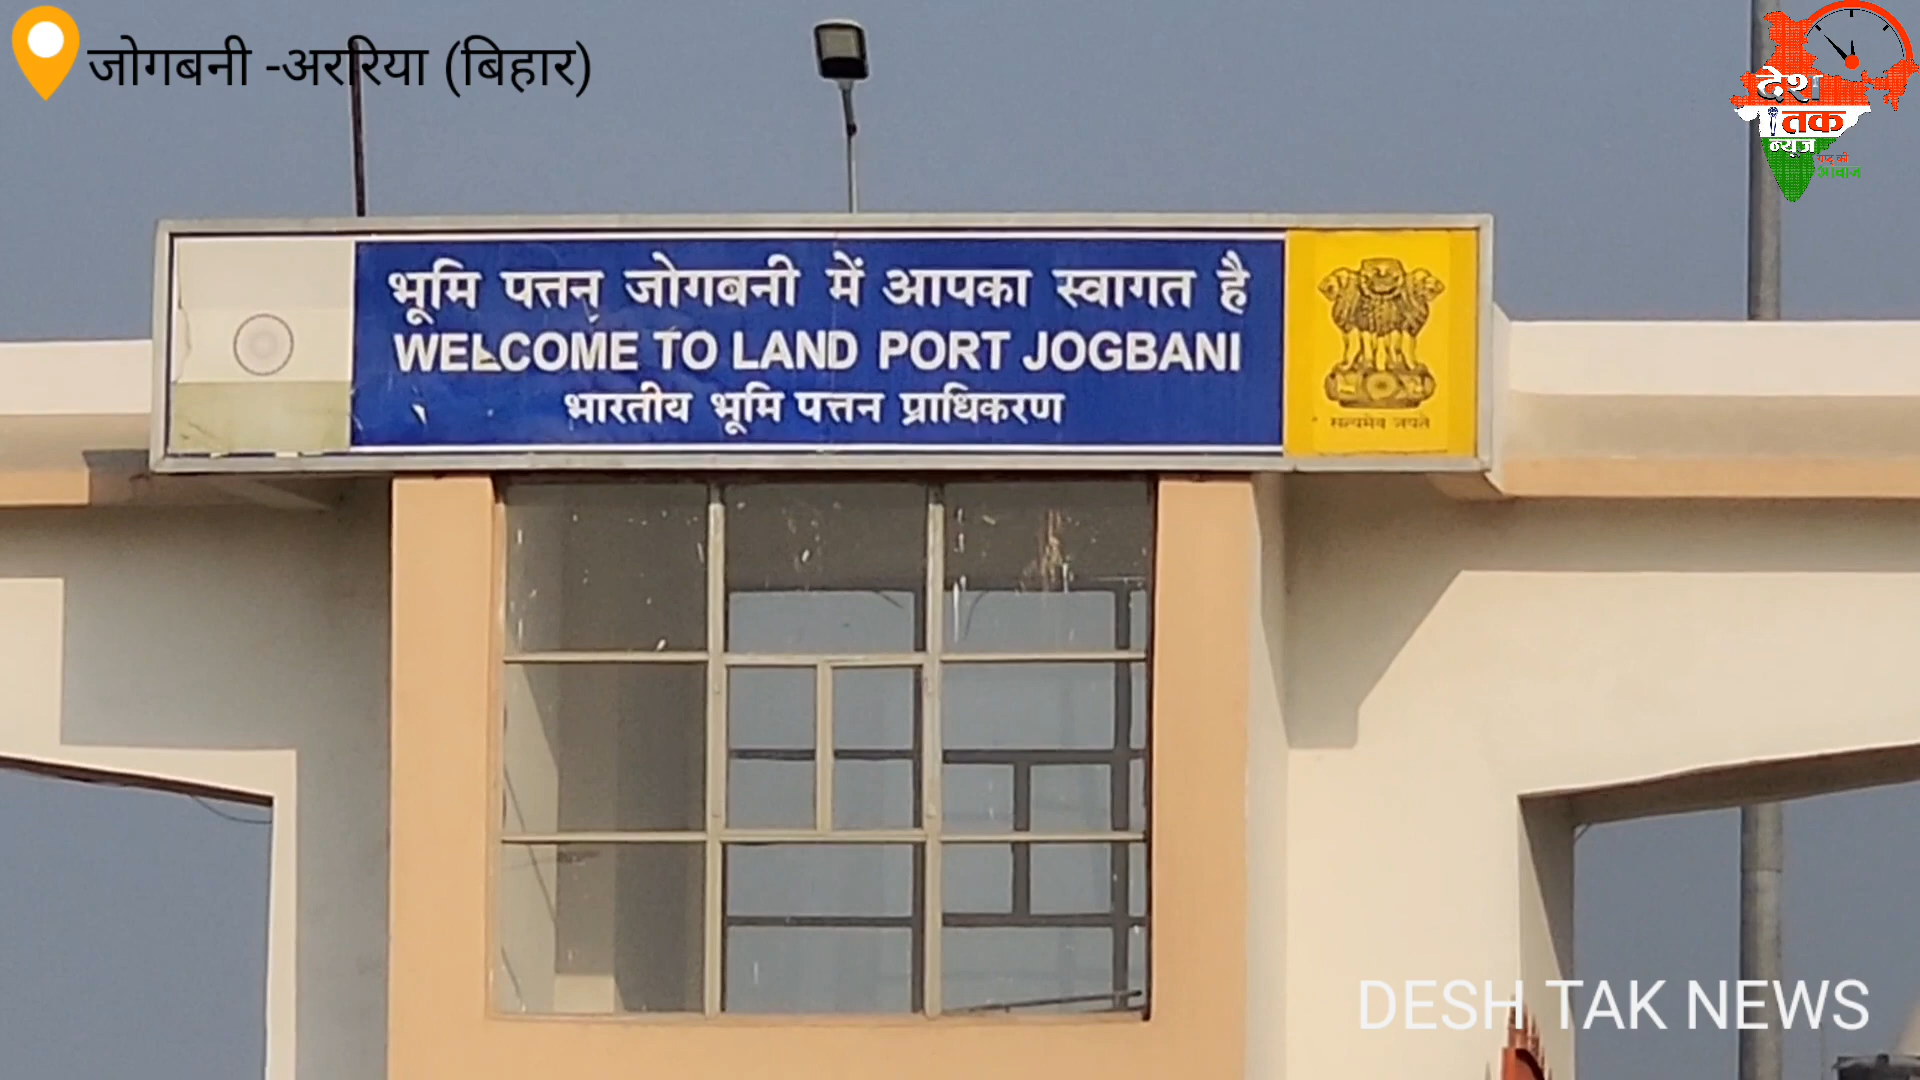 जोगबनी -अररिया (बिहार)
देश
तक
न्यूज
राष्ट्र की
आवाज
भूमि पत्तन जोगबनी में आपका स्वागत है
WELCOME TO LAND PORT JOGBANI
भारतीय भूमि पत्तन प्राधिकरण
सत्यमेव जयते
DESH TAK NEWS